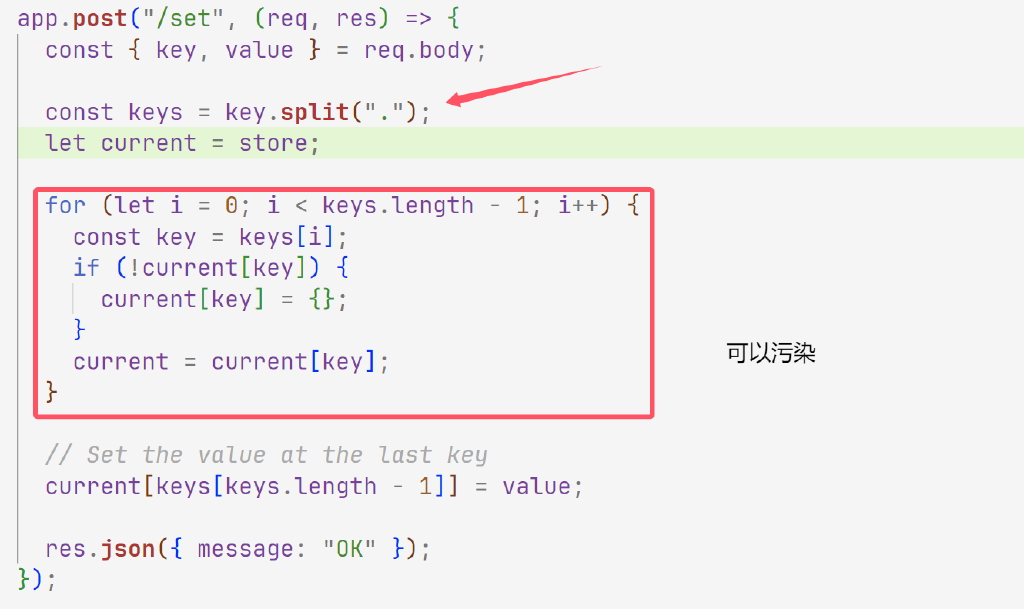 app.post("/set", (req, res) => {
  const { key, value } = req.body;
  const keys = key.split(".");
  let current = store;
  for (let i = 0; i < keys.length - 1; i++) {
    const key = keys[i];
    if (!current[key]) {
      current[key] = {};
    }
    current = current[key];
  }
可以污染
  // Set the value at the last key
  current[keys[keys.length - 1]] = value;
  res.json({ message: "OK" });
});